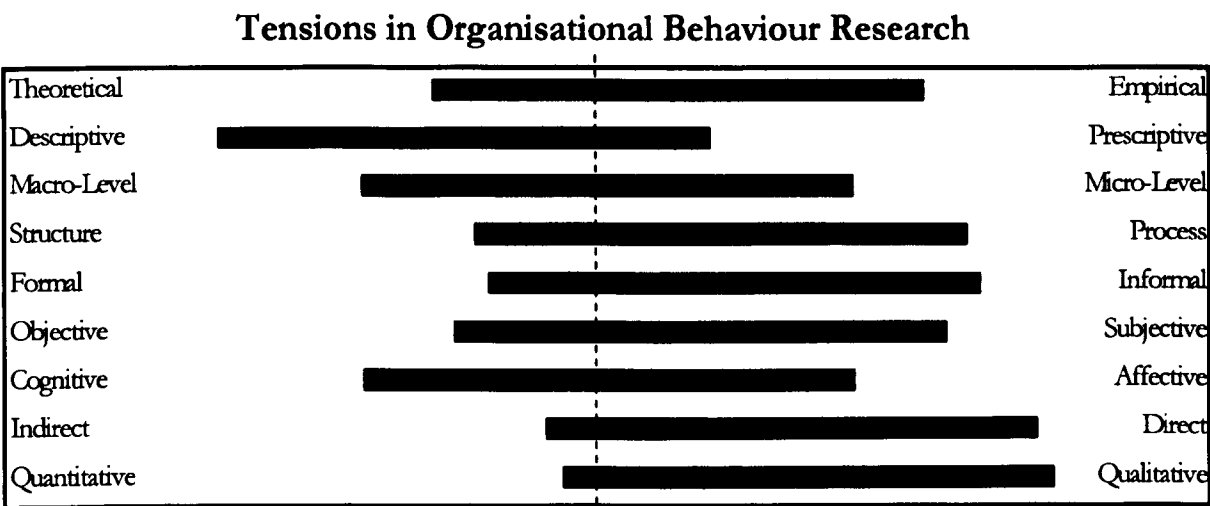 Tensions in Organisational Behaviour Research
Theoretical Empirical
Descriptive Prescriptive
Macro-Level Micro-Level
Structure Process
Formal Informal
Objective Subjective
Cognitive Affective
Indirect Direct
Quantitative Qualitative